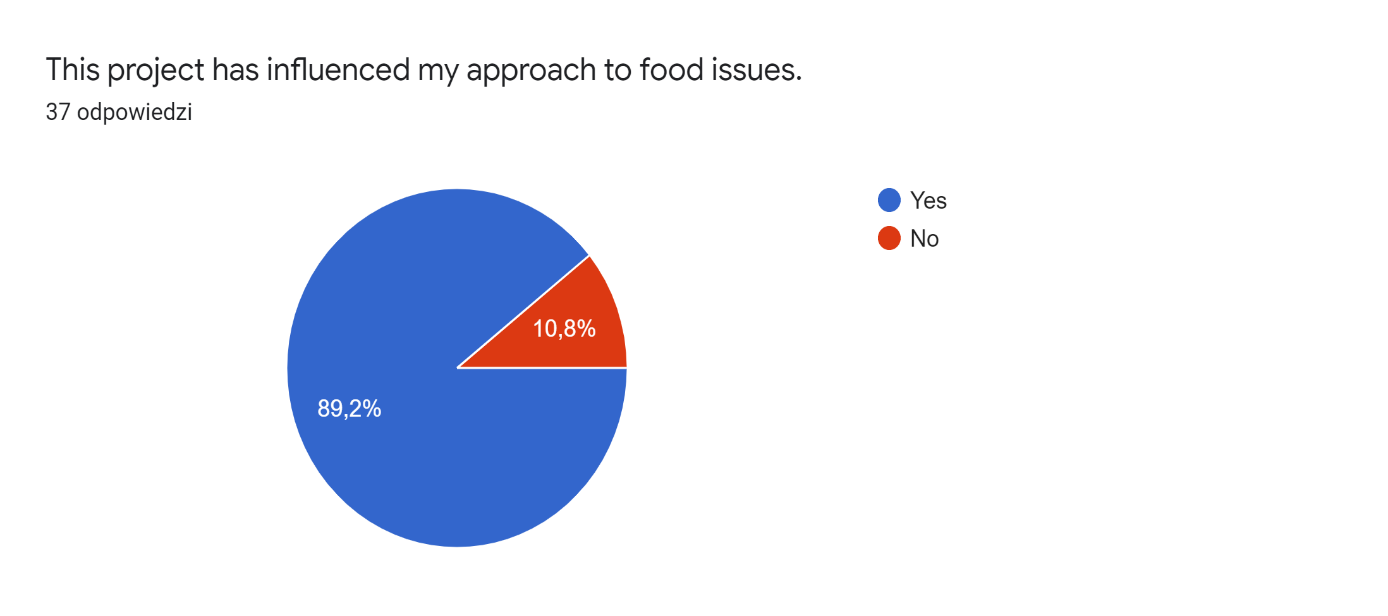 This project has influenced my approach to food issues.
37 odpowiedzi
Yes
No
10,8%
89,2%